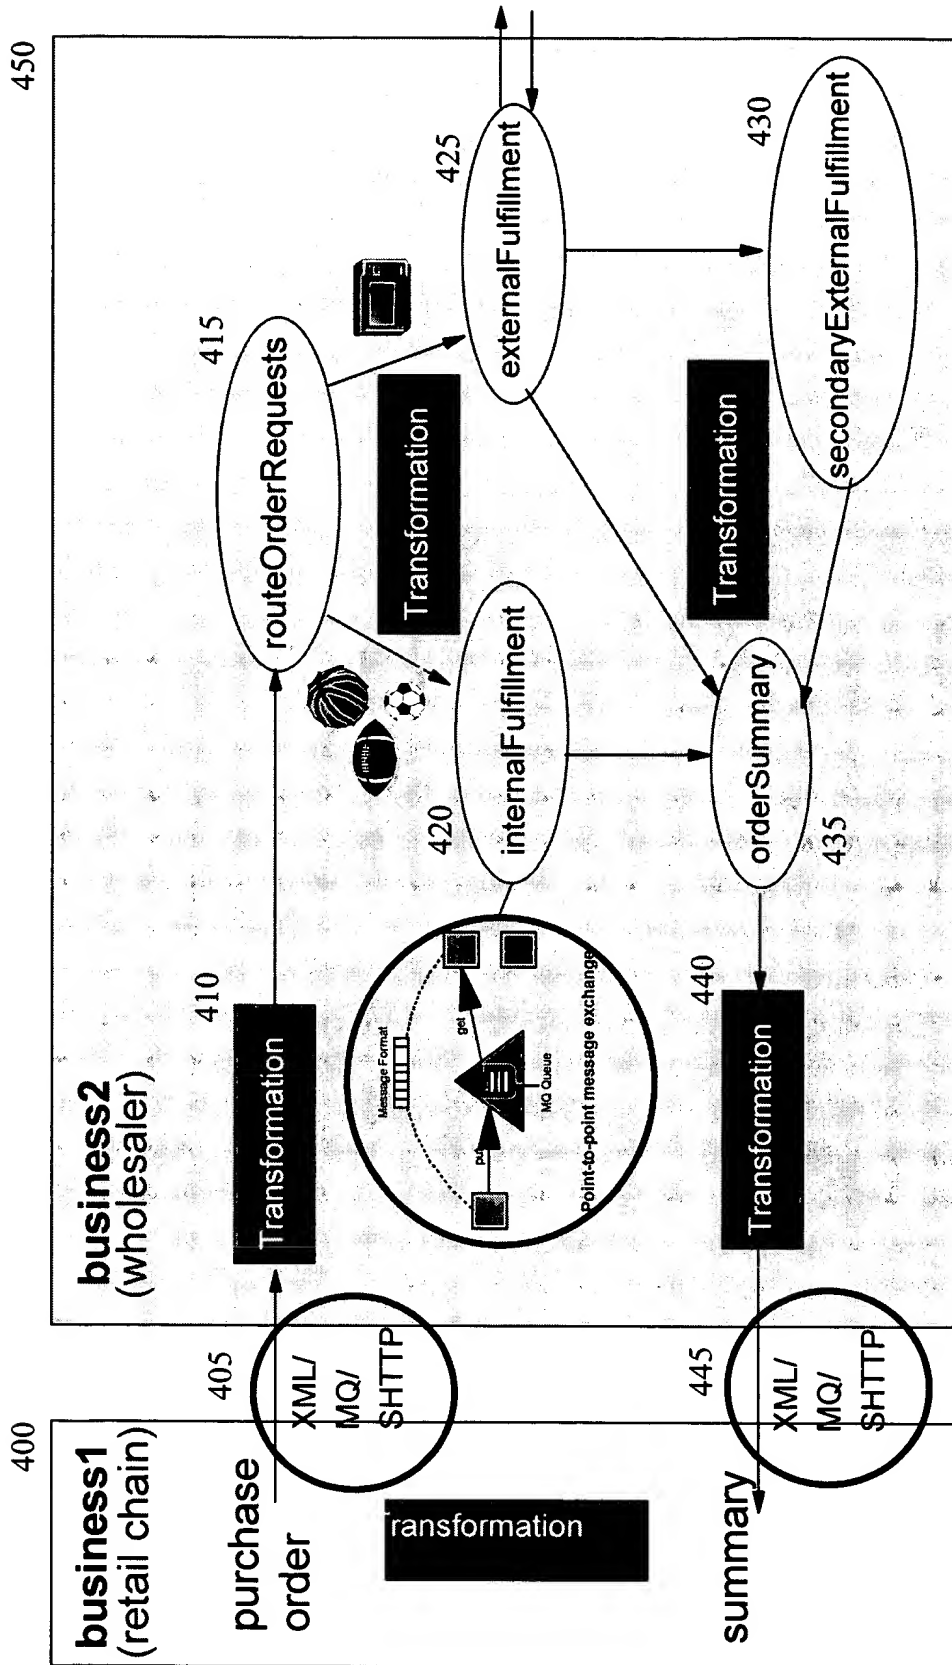 400
business1
(retail chain)
purchase
order
Transformation
summary
405
XML/
MQ/
SHTTP
445
XML/
MQ/
SHTTP
450
business2
(wholesaler)
410
Transformation
415
routeOrderRequests
Transformation
420
internalFulfillment
425
externalFulfillment
Message Format
put
get
MQ Queue
Point-to-point message exchange
Transformation
430
secondaryExternalFulfillment
orderSummary
435
440
Transformation